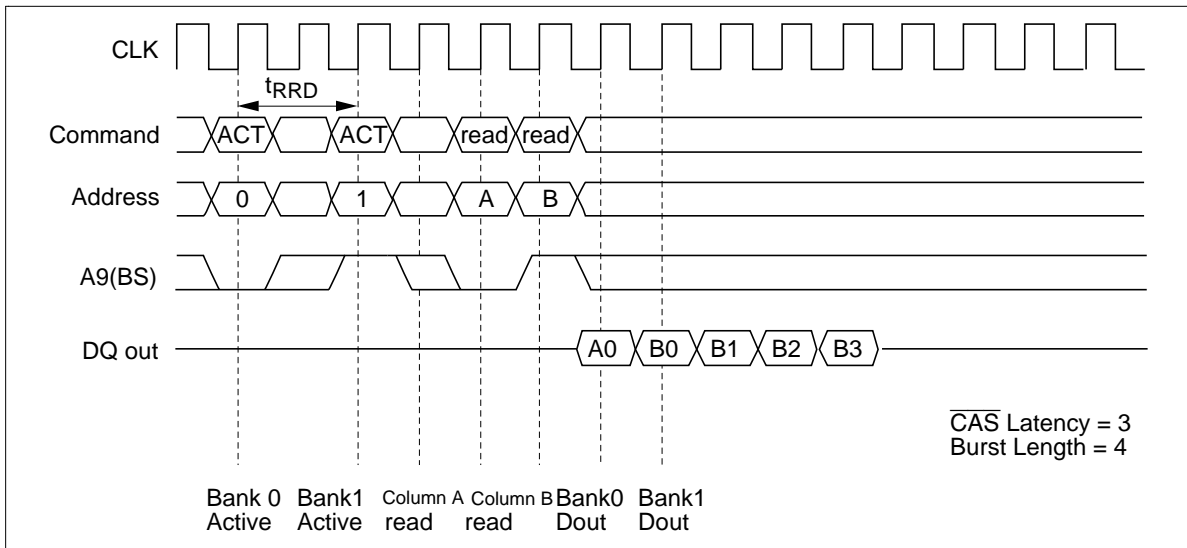 CLK
tRRD
Command ACT ACT read read
Address 0 1 A B
A9(BS)
DQ out A0 B0 B1 B2 B3
CAS Latency = 3
Burst Length = 4
Bank 0 Bank1 Column A Column B Bank0 Bank1
Active Active read read Dout Dout